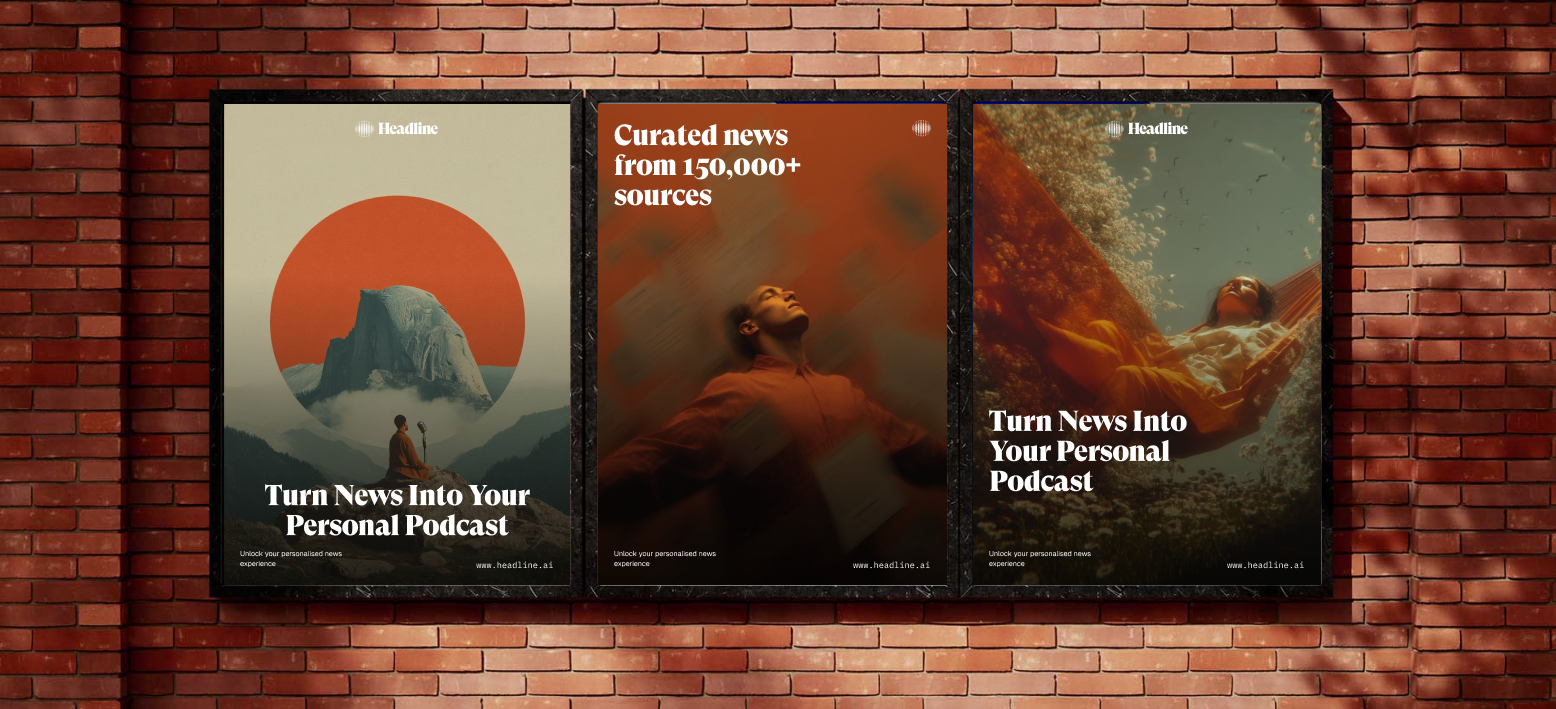 Headline
Turn News Into Your
Personal Podcast
Unlock your personalised news
experience
www.headline.ai
Curated news
from 150,000+
sources
Unlock your personalised news
experience
www.headline.ai
Headline
Turn News Into
Your Personal
Podcast
Unlock your personalised news
experience
www.headline.ai